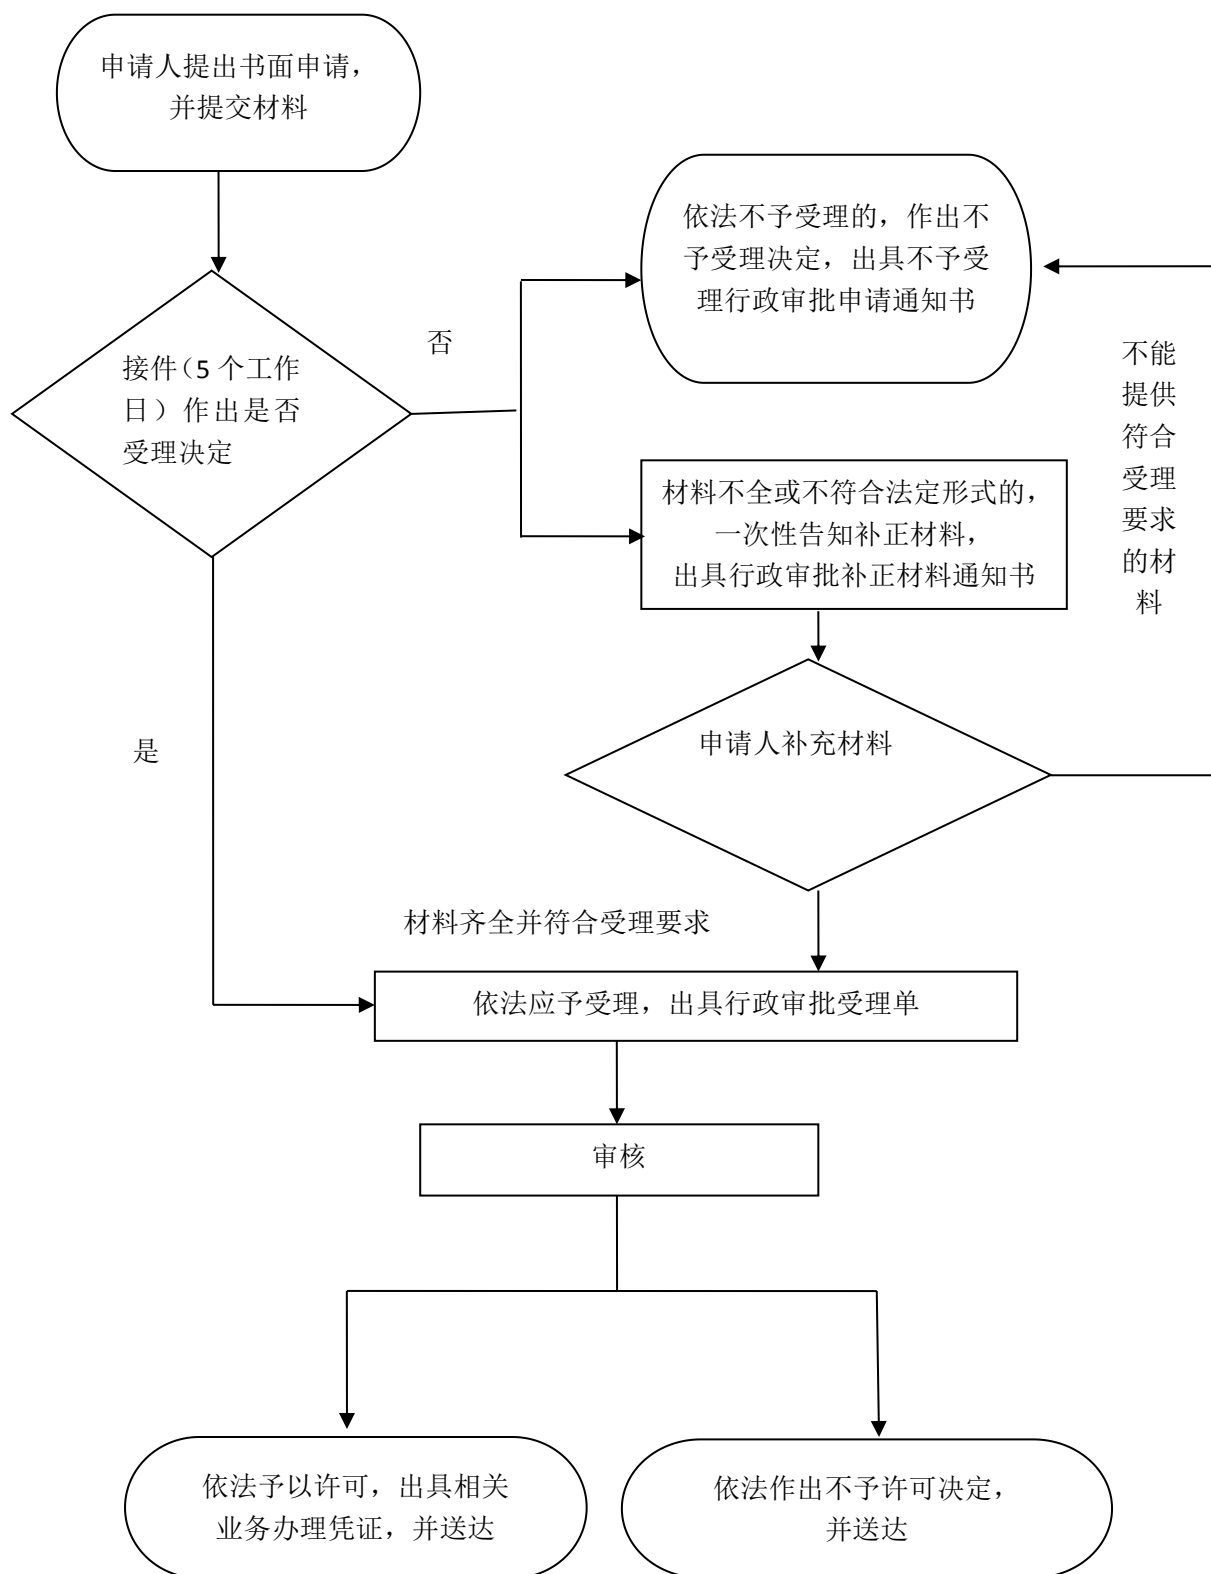 申请人提出书面申请，
并提交材料
依法不予受理的，作出不
予受理决定，出具不予受
理行政审批申请通知书
否
接件（5 个工作
日）作出是否
受理决定
不能
提供
符合
受理
要求
的材
料
材料不全或不符合法定形式的，
一次性告知补正材料，
出具行政审批补正材料通知书
是
申请人补充材料
材料齐全并符合受理要求
依法应予受理，出具行政审批受理单
审核
依法予以许可，出具相关
业务办理凭证，并送达
依法作出不予许可决定，
并送达